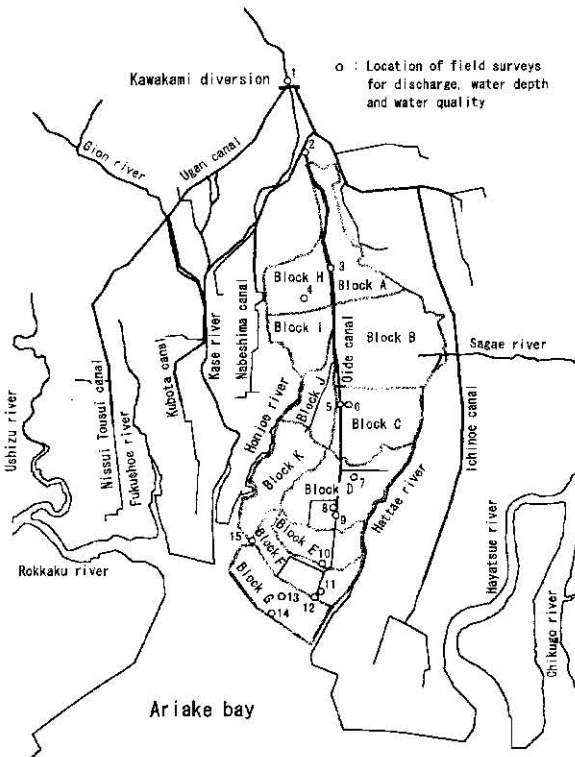 1
Kawakami diversion
o : Location of field surveys
for discharge, water depth
and water quality
Gion river
Ugan canal
2
3
Block H
Block A
4
Block I
Block B
Sagae river
Oide canal
Nabeshima canal
Kase river
Kubota canal
Nissui Tousui canal
Fukushoe river
Ushizu river
Honjoe river
Block J
5
6
Block C
Ichinoe canal
Block K
7
Block D
Hattae river
8
9
Block E
10
15
Block F
11
12
Block G
13
14
Rokkaku river
Hayatsue river
Chikugo river
Ariake bay